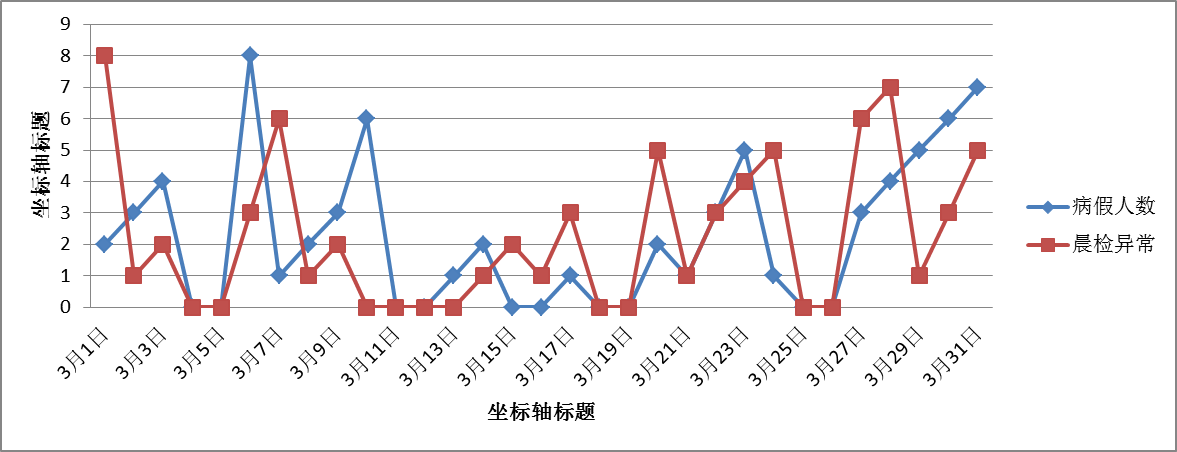 9
8
7
6
5
4
3
2
1
0
坐标轴标题
3月1日
3月3日
3月5日
3月7日
3月9日
3月11日
3月13日
3月15日
3月17日
3月19日
3月21日
3月23日
3月25日
3月27日
3月29日
3月31日
坐标轴标题
病假人数
晨检异常